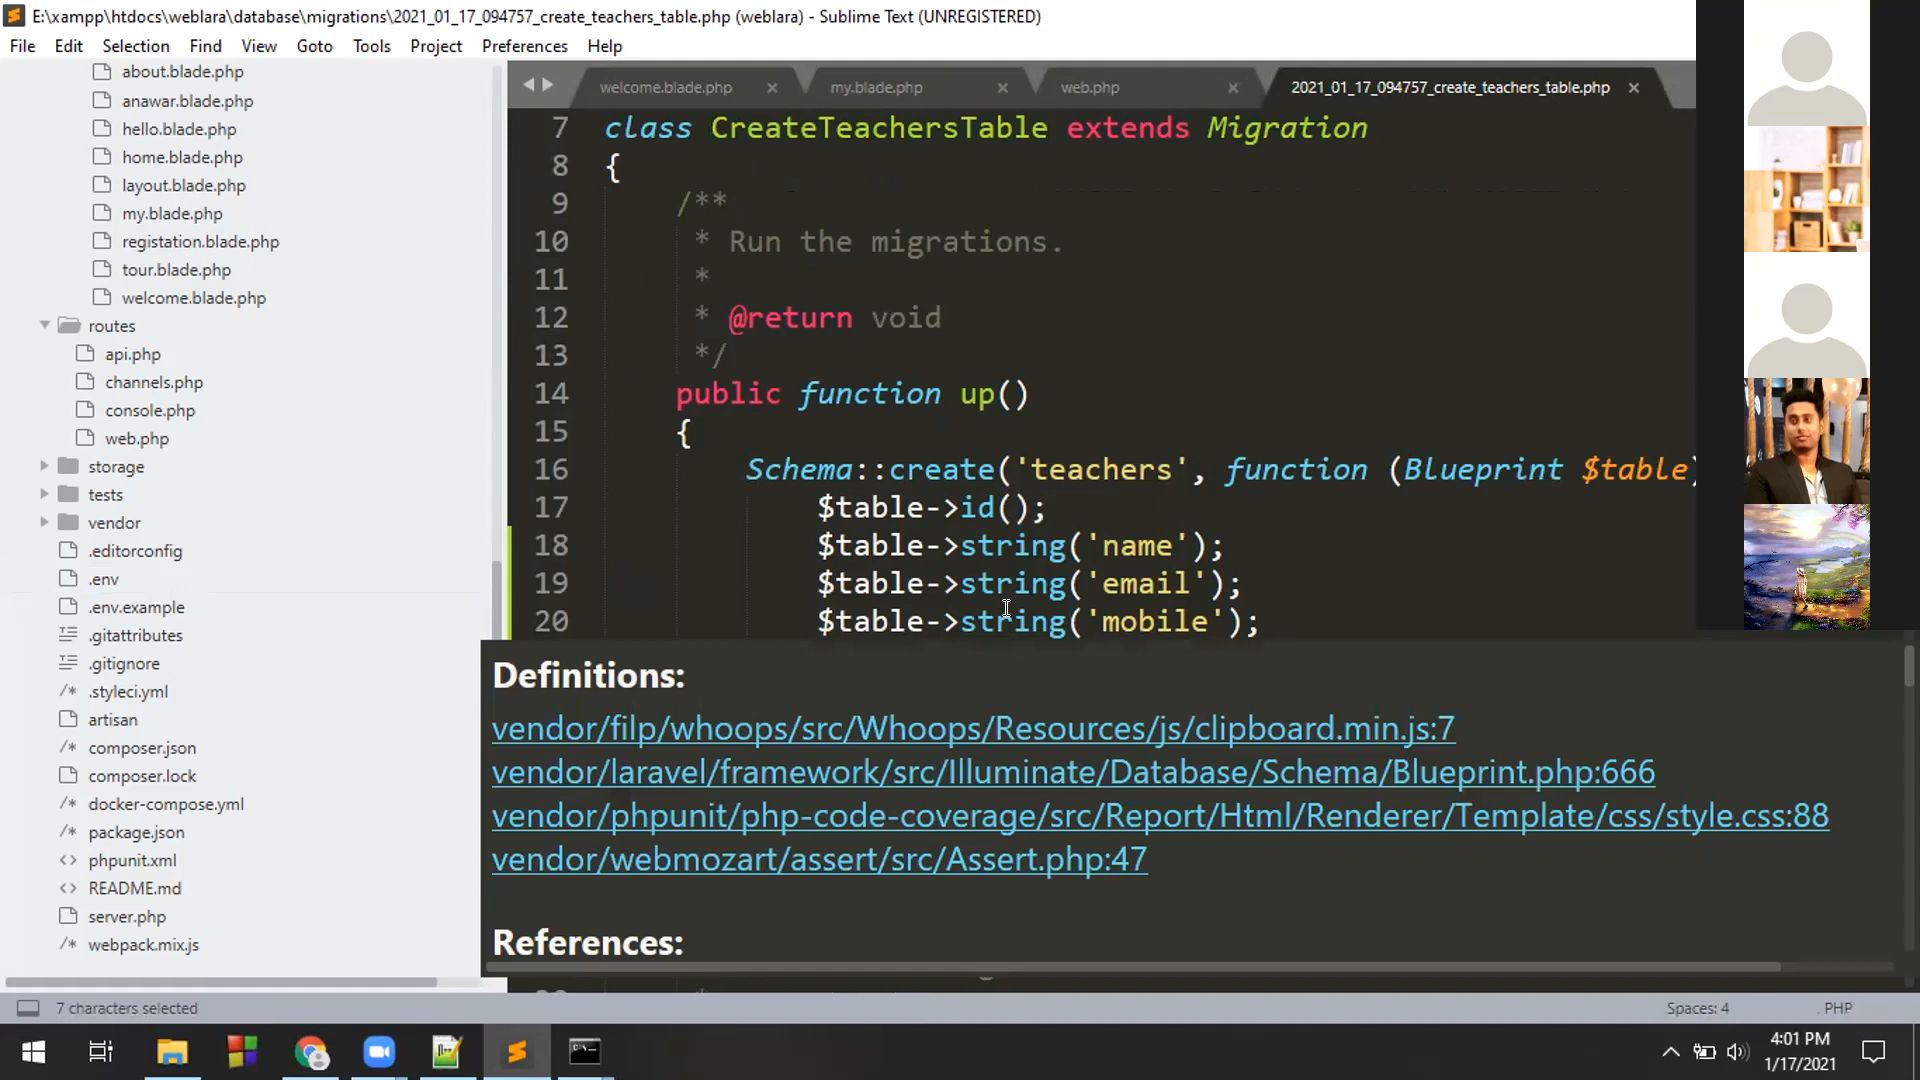 E:\xampp\htdocs\weblara\database\migrations\2021_01_17_094757_create_teachers_table.php (weblara) - Sublime Text (UNREGISTERED)
File Edit Selection Find View Goto Tools Project Preferences Help
about.blade.php
anawar.blade.php
hello.blade.php
home.blade.php
layout.blade.php
my.blade.php
registation.blade.php
tour.blade.php
welcome.blade.php
routes
api.php
channels.php
console.php
web.php
storage
tests
vendor
.editorconfig
.env
.env.example
.gitattributes
.gitignore
.styleci.yml
artisan
composer.json
composer.lock
docker-compose.yml
package.json
phpunit.xml
README.md
server.php
webpack.mix.js
welcome.blade.php my.blade.php web.php 2021_01_17_094757_create_teachers_table.php
7 class CreateTeachersTable extends Migration
8 {
9 /**
10 * Run the migrations.
11 *
12 * @return void
13 */
14 public function up()
15 {
16 Schema::create('teachers', function (Blueprint $table)
17 $table->id();
18 $table->string('name');
19 $table->string('email');
20 $table->string('mobile');
Definitions:
vendor/filp/whoops/src/Whoops/Resources/js/clipboard.min.js:7
vendor/laravel/framework/src/Illuminate/Database/Schema/Blueprint.php:666
vendor/phpunit/php-code-coverage/src/Report/Html/Renderer/Template/css/style.css:88
vendor/webmozart/assert/src/Assert.php:47
References:
7 characters selected
Spaces: 4
PHP
4:01 PM
1/17/2021